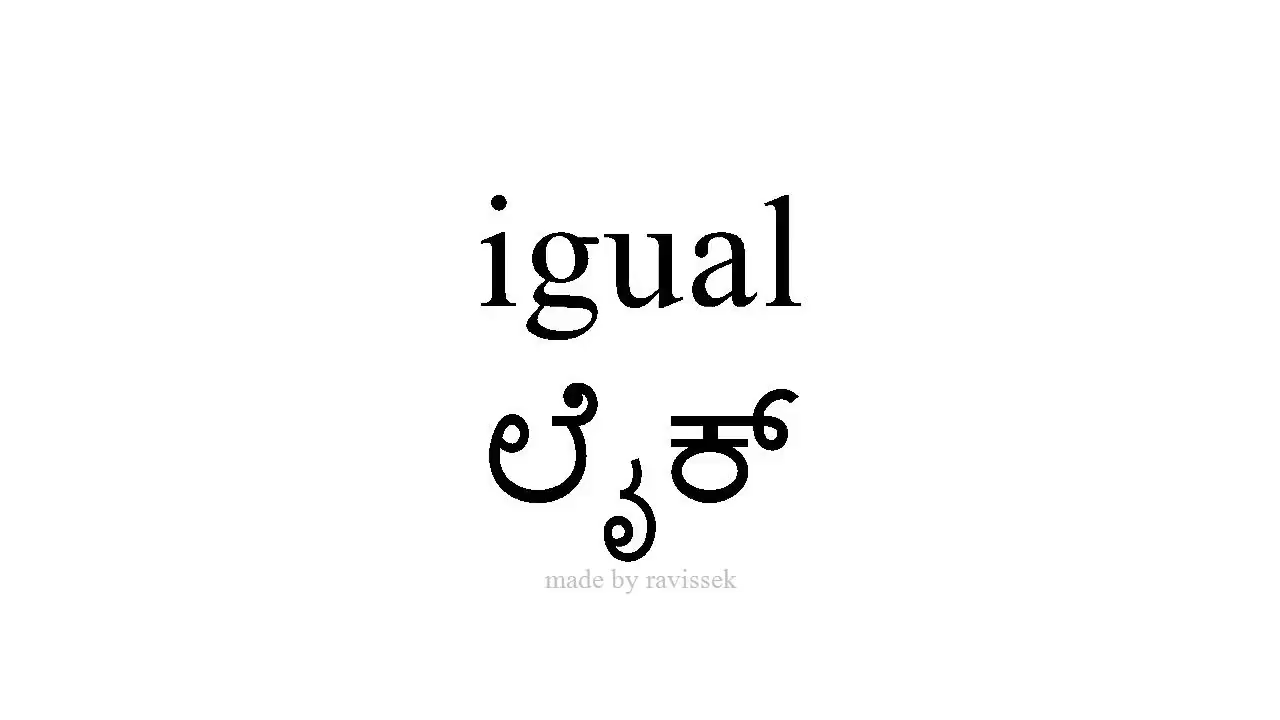 igual
ಲೈಕ್
made by ravissek